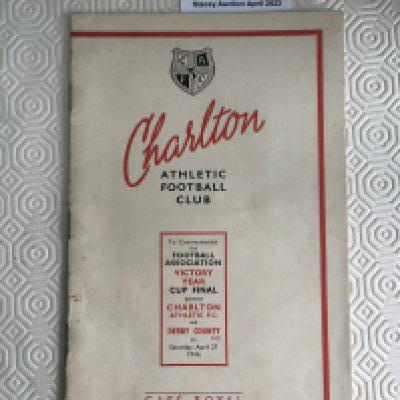 Stacey Auction April 2022
Charlton
ATHLETIC
FOOTBALL
CLUB
To Commemorate
the
FOOTBALL
ASSOCIATION
VICTORY
YEAR
CUP FINAL
between
CHARLTON
ATHLETIC F.C.
and
DERBY COUNTY
F.C.
on
Saturday, April 27
1946
CAFÉ ROYAL